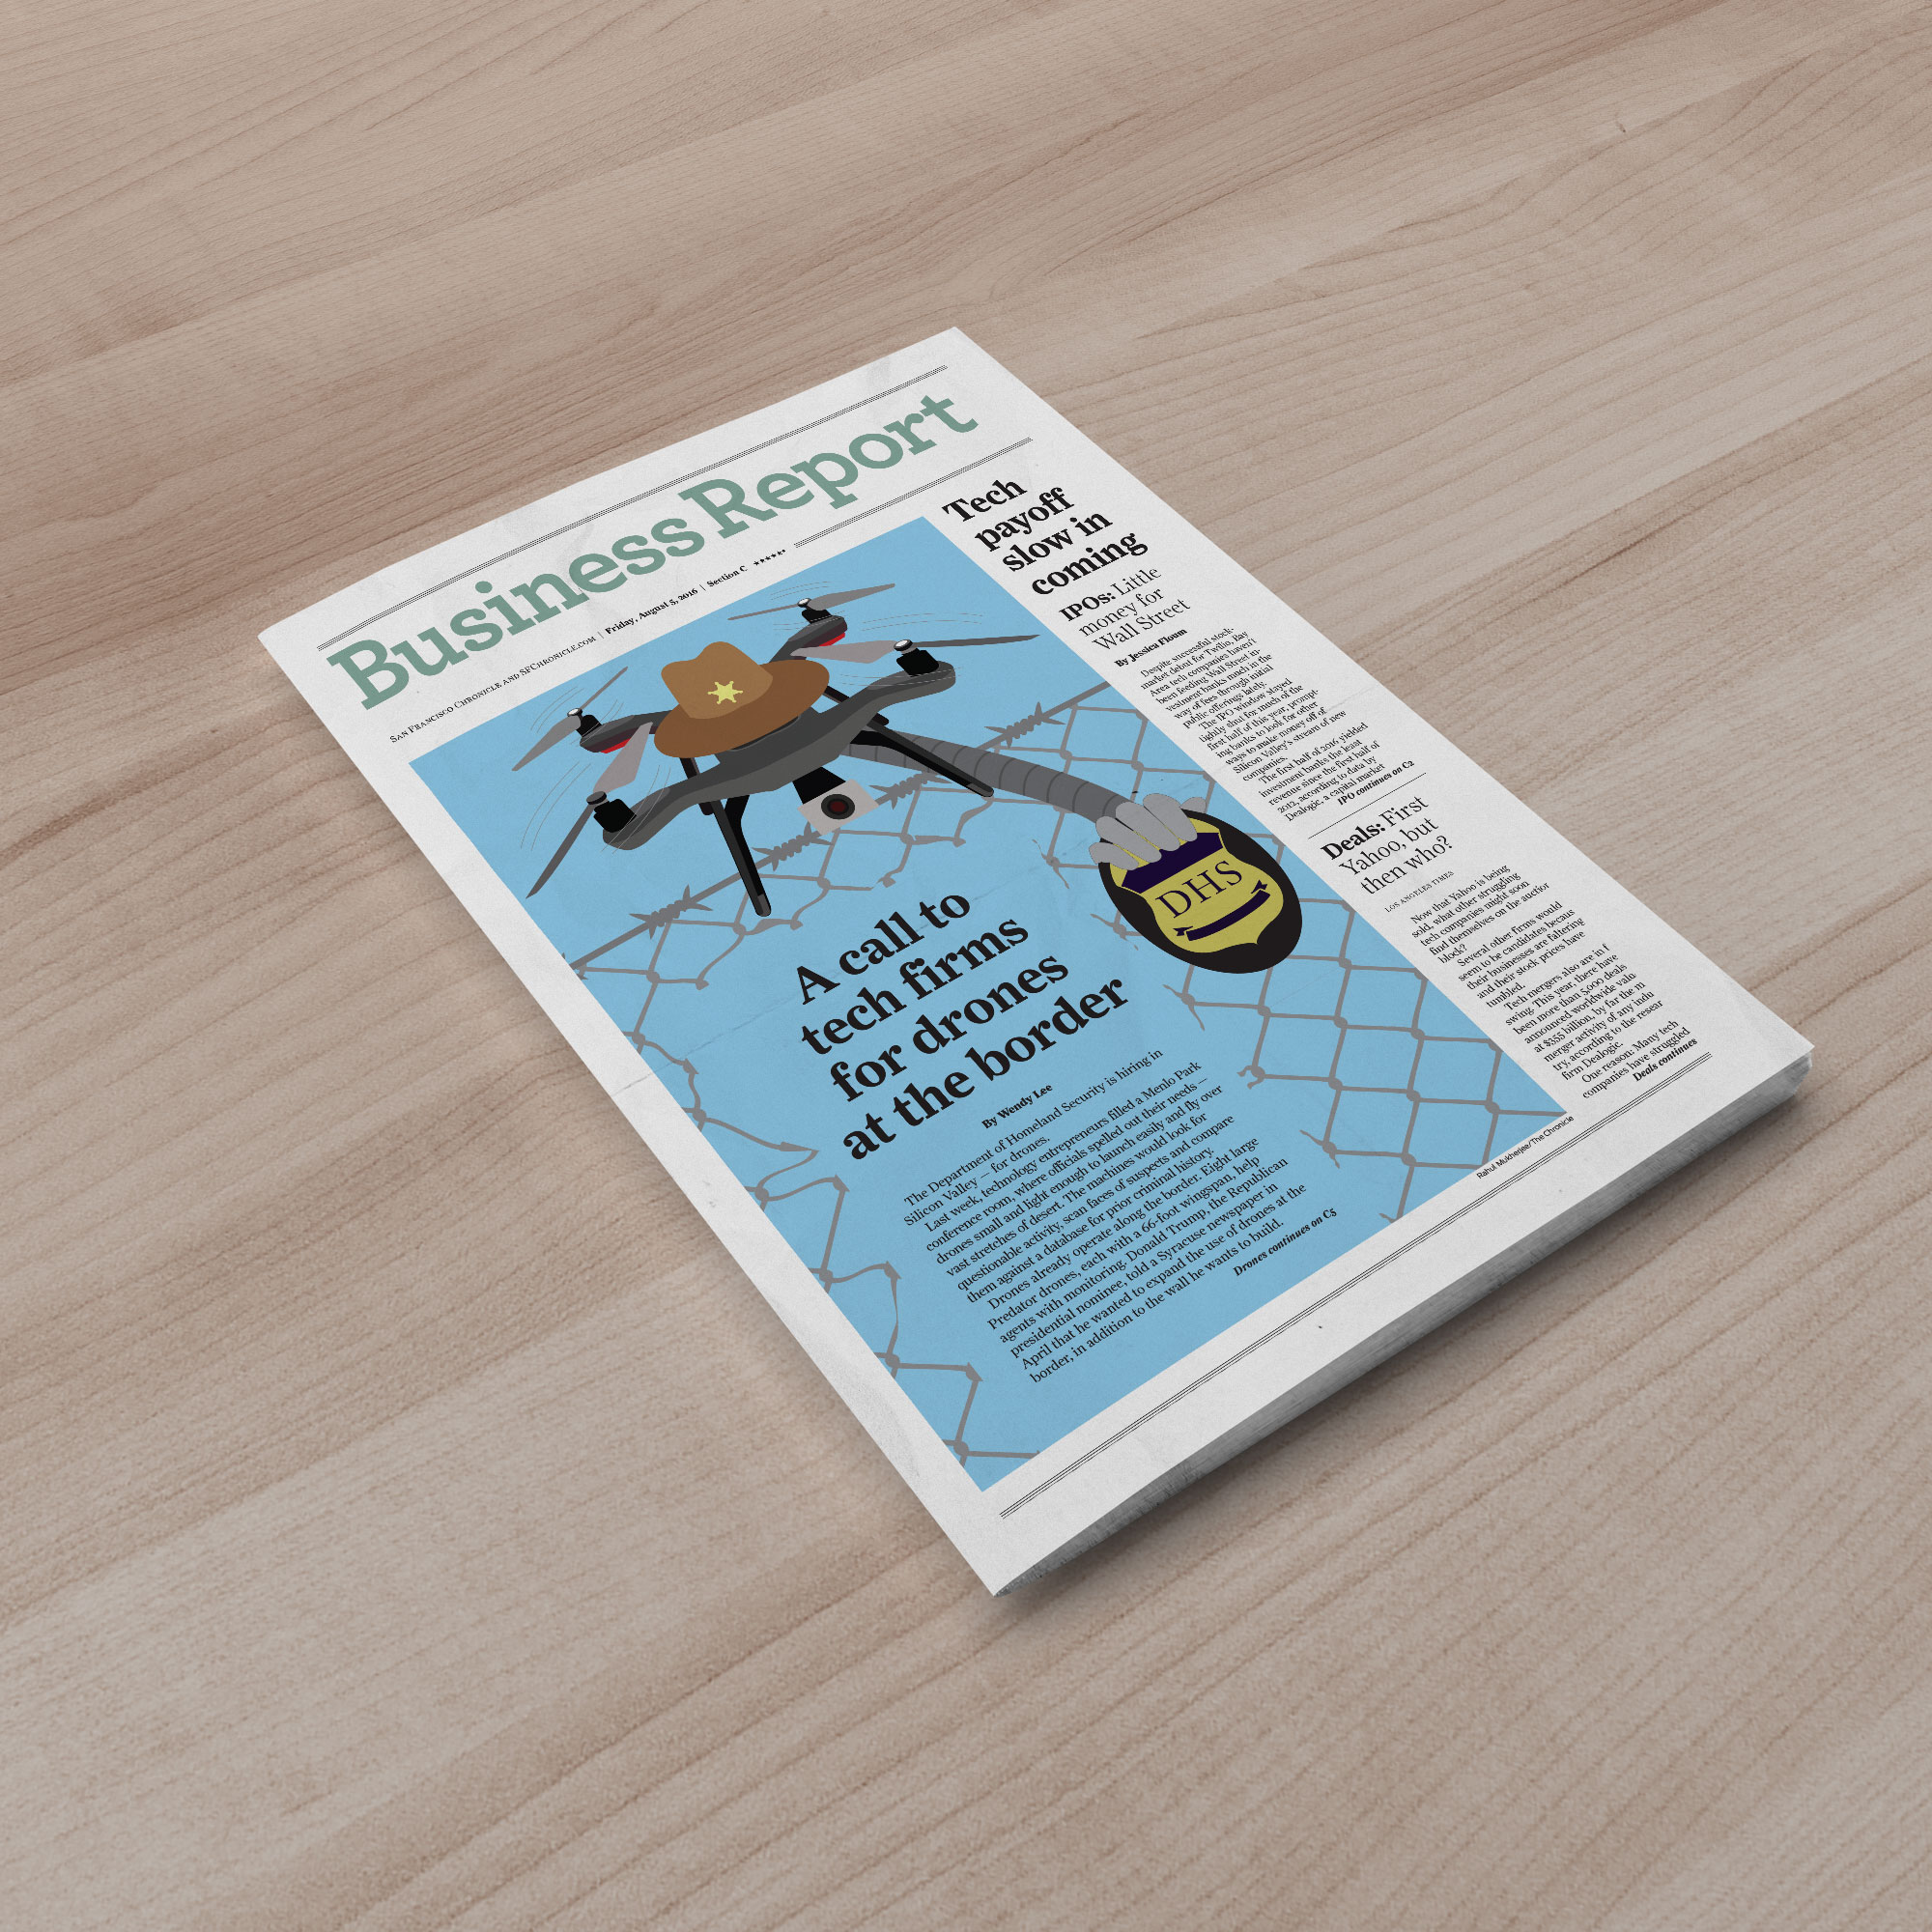 Business Report
San Francisco Chronicle and SFChronicle.com | Friday, August 5, 2016 | Section C ★★★★★★
A call to
tech firms
for drones
at the border
By Wendy Lee
The Department of Homeland Security is hiring in
Silicon Valley — for drones.
Last week, technology entrepreneurs filled a Menlo Park
conference room, where officials spelled out their needs —
drones small and light enough to launch easily and fly over
vast stretches of desert. The machines would look for
questionable activity, scan faces of suspects and compare
them against a database for prior criminal history.
Drones already operate along the border. Eight large
Predator drones, each with a 66-foot wingspan, help
agents with monitoring. Donald Trump, the Republican
presidential nominee, told a Syracuse newspaper in
April that he wanted to expand the use of drones at the
border, in addition to the wall he wants to build.
Drones continues on C5
DHS
Rahul Mukherjee/The Chronicle
Tech
payoff
slow in
coming
IPOs: Little
money for
Wall Street
By Jessica Floum
Despite successful stock-
market debut for Twilio, Bay
Area tech companies haven't
been feeding Wall Street in-
vestment banks much in the
way of fees through initial
public offerings lately.
The IPO window stayed
tightly shut for much of the
first half of this year, prompt-
ing banks to look for other
ways to make money off of
Silicon Valley's stream of new
companies.
The first half of 2016 yielded
investment banks the least
revenue since the first half of
2012, according to data by
Dealogic, a capital market
IPO continues on C2
Deals: First
Yahoo, but
then who?
LOS ANGELES TIMES
Now that Yahoo is being
sold, what other struggling
tech companies might soon
find themselves on the auction
block?
Several other firms would
seem to be candidates becaus
their businesses are faltering
and their stock prices have
tumbled.
Tech mergers also are in f
swing. This year, there have
been more than 5,000 deals
announced worldwide valu
at $355 billion, by far the m
merger activity of any indu
try, according to the resear
firm Dealogic.
One reason: Many tech
companies have struggled
Deals continues